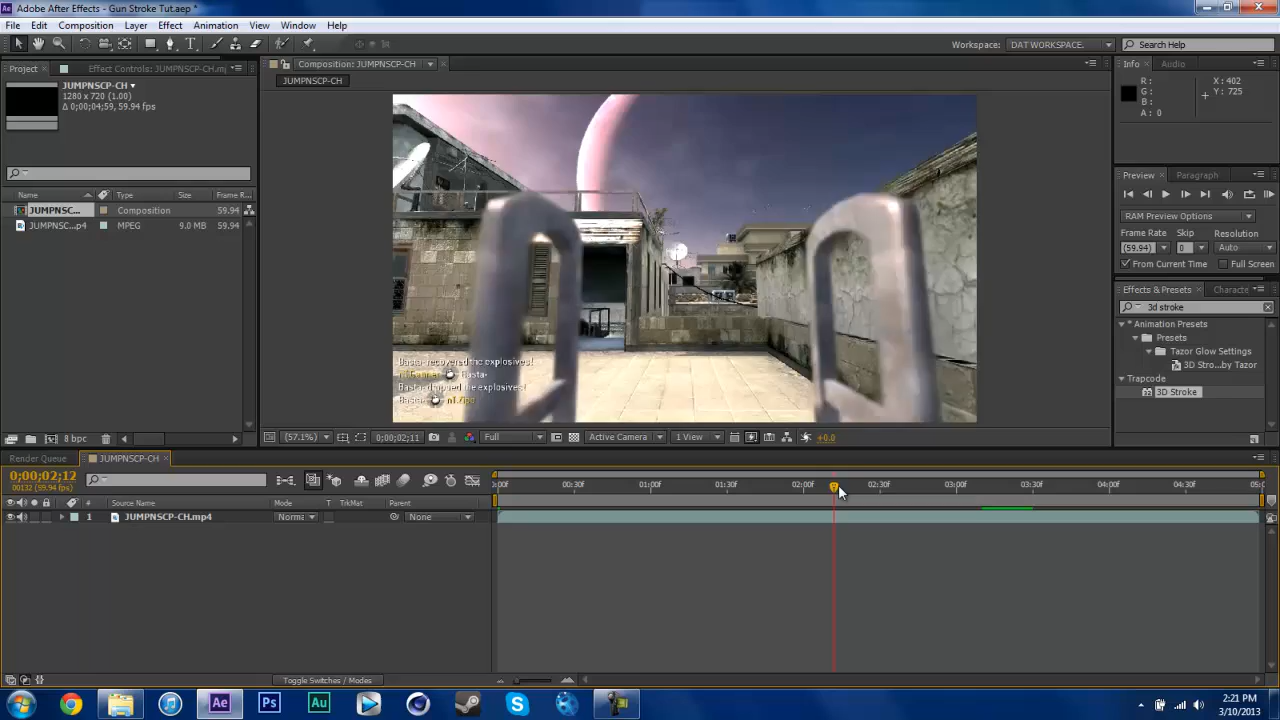 Adobe After Effects - Gun Stroke Tut.aep *
File Edit Composition Layer Effect Animation View Window Help
Workspace: DAT WORKSPACE. Search Help
Project Effect Controls: JUMPNSCP-CH.m
JUMPNSCP-CH
1280 x 720 (1.00)
Δ 0;00;04;59, 59.94 fps
Name Type Size Frame R...
JUMPNSC... Composition 59.94
JUMPNSC...p4 MPEG 9.0 MB 59.94
8 bpc
Composition: JUMPNSCP-CH
JUMPNSCP-CH
Basta- recovered the explosives!
Basta-
Basta- dropped the explosives!
Basta-
(57.1%) 0;00;02;11 Full Active Camera 1 View +0.0
Info Audio
R: X: 402
G: Y: 725
B:
A: 0
Preview Paragraph
RAM Preview Options
Frame Rate Skip Resolution
(59.94) 0 Auto
From Current Time Full Screen
Effects & Presets Characte
3d stroke
* Animation Presets
Presets
Tazor Glow Settings
3D Stro...by Tazor
Trapcode
3D Stroke
Render Queue JUMPNSCP-CH
0;00;02;12
00132 (59.94 fps)
:00F 00:30F 01:00F 01:30F 02:00F 02:30F 03:00F 03:30F 04:00F 04:30F 05:0
# Source Name Mode T TrkMat Parent
1 JUMPNSCP-CH.mp4 Norma None
Toggle Switches / Modes
Ae Ps Au
2:21 PM
3/10/2013